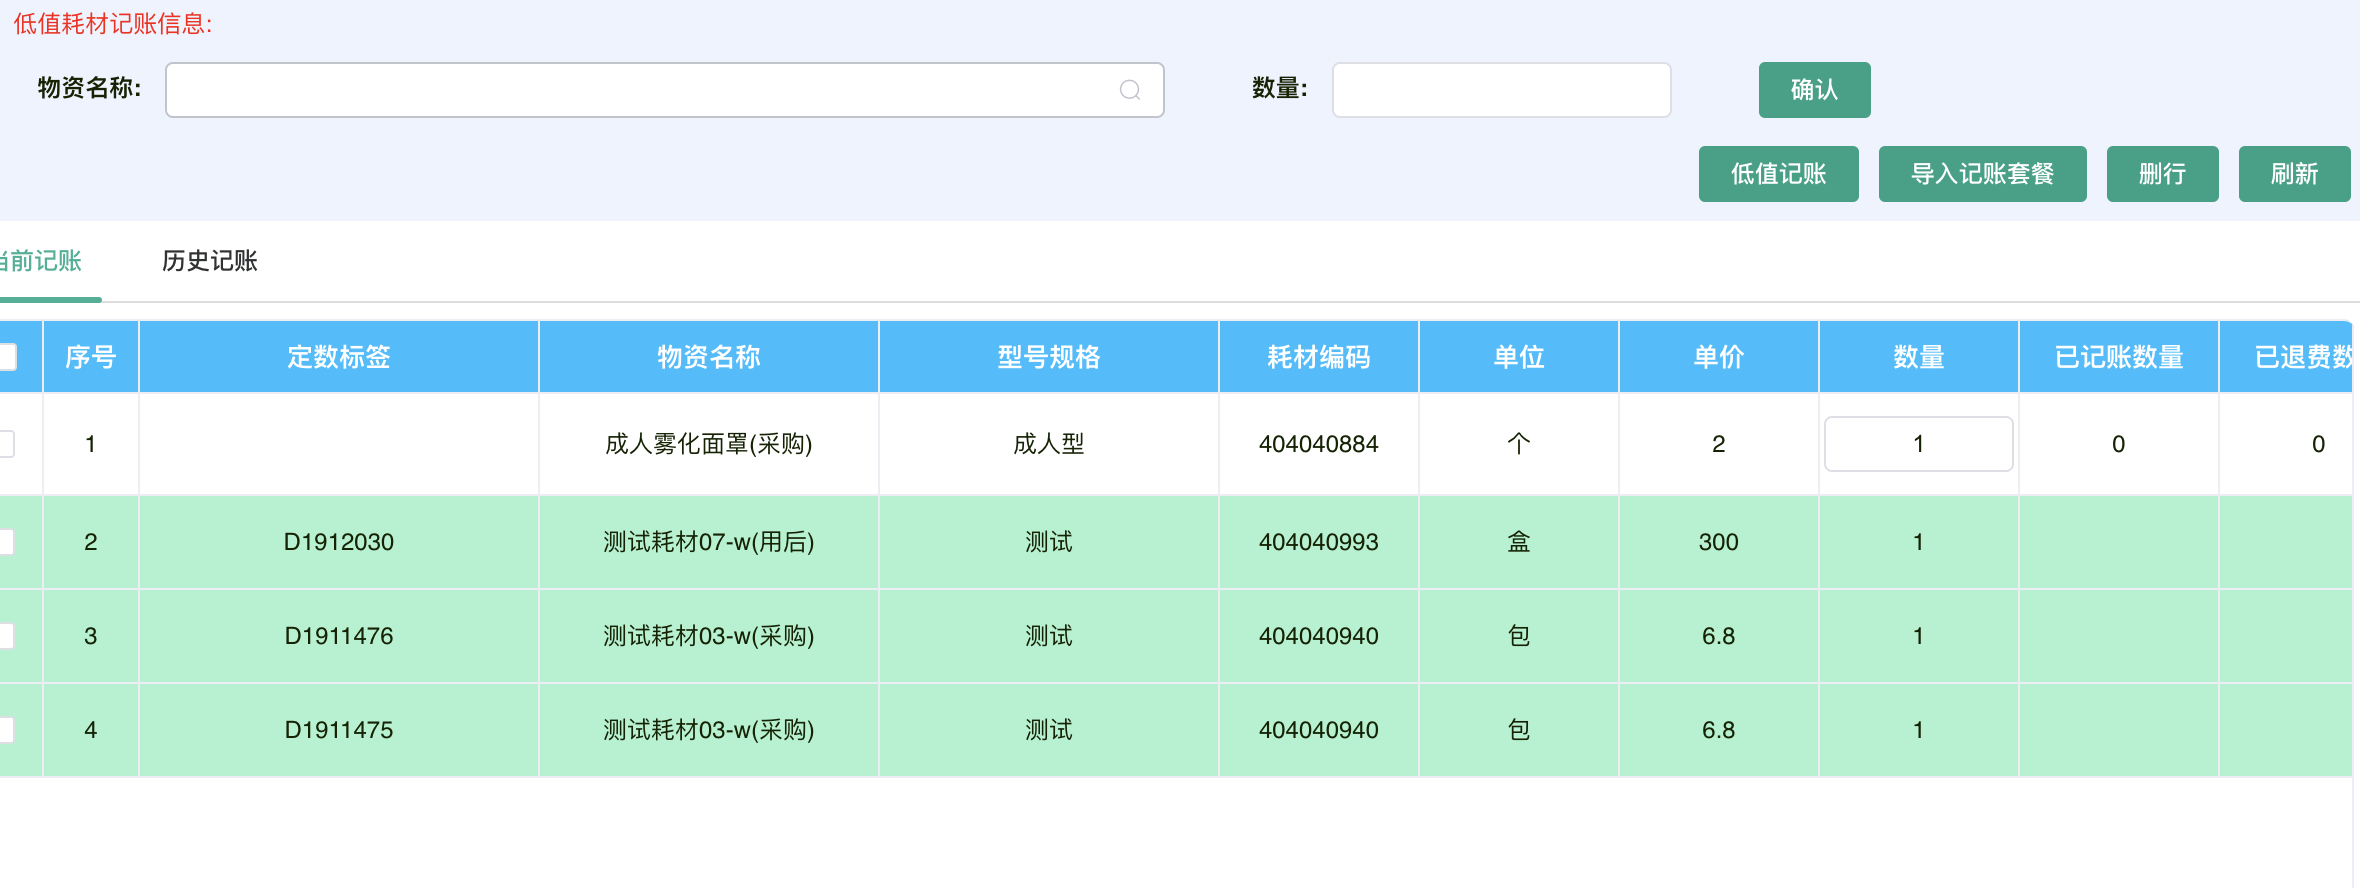 低值耗材记账信息:
物资名称: 数量: 确认
低值记账 导入记账套餐 删行 刷新
当前记账 历史记账
序号 定数标签 物资名称 型号规格 耗材编码 单位 单价 数量 已记账数量 已退费数
1 成人雾化面罩(采购) 成人型 404040884 个 2 1 0 0
2 D1912030 测试耗材07-w(用后) 测试 404040993 盒 300 1
3 D1911476 测试耗材03-w(采购) 测试 404040940 包 6.8 1
4 D1911475 测试耗材03-w(采购) 测试 404040940 包 6.8 1